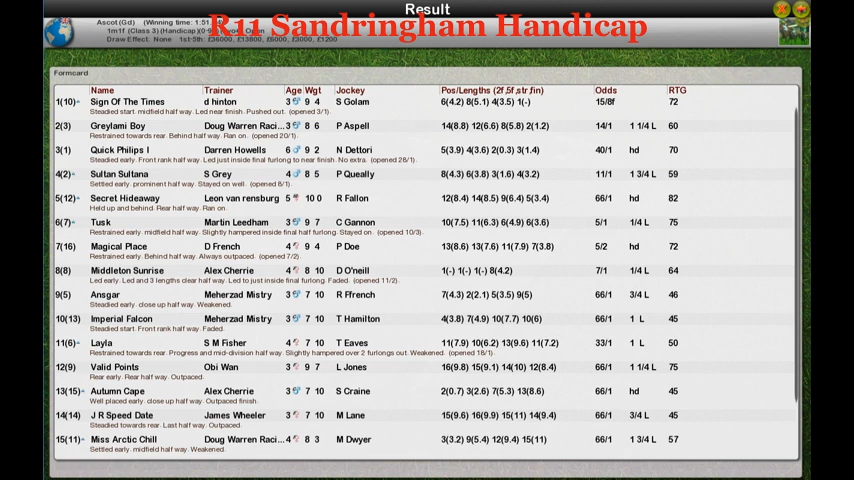 Result
R11 Sandringham Handicap
Ascot(Gd) (Winning time: 1:51.
1m1f (Class 3) (Handicap)(0-9
Draw Effect. None 1st-5th: £36000, £13800, £6000, £3000, £1200
Formcard
Name Trainer Age Wgt Jockey Pos/Lengths (2f,5f,str,fin) Odds RTG
1(10) Sign Of The Times d hinton 3 9 4 S Golam 6(4.2) 8(5.1) 4(3.5) 1(-) 15/8f 72
Steadied start. midfield half way. Led near finish. Pushed out. (opened 3/1).
2(3) Greylami Boy Doug Warren Raci... 3 8 6 P Aspell 14(8.8) 12(6.6) 8(5.8) 2(1.2) 14/1 1 1/4 L 60
Restrained towards rear. Behind half way. Ran on. (opened 20/1).
3(1) Quick Philips I Darren Howells 6 9 2 N Dettori 5(3.9) 4(3.6) 2(0.3) 3(1.4) 40/1 hd 70
Steadied early. Front rank half way. Led just inside final furlong to near finish. No extra. (opened 28/1).
4(2) Sultan Sultana S Grey 4 8 5 P Queally 8(4.3) 6(3.8) 3(1.6) 4(3.2) 11/1 1 3/4 L 59
Settled early. prominent half way. Stayed on well. (opened 8/1).
5(12) Secret Hideaway Leon van rensburg 5 10 0 R Fallon 12(8.4) 14(8.5) 9(6.4) 5(3.4) 66/1 hd 82
Held up and behind. Rear half way. Ran on.
6(7) Tusk Martin Leedham 3 9 7 C Gannon 10(7.5) 11(6.3) 6(4.9) 6(3.6) 5/1 1/4 L 75
Restrained early. midfield half way. Slightly hampered inside final half furlong. Stayed on. (opened 10/3).
7(16) Magical Place D French 4 9 4 P Doe 13(8.6) 13(7.6) 11(7.9) 7(3.8) 5/2 hd 72
Restrained early. Behind half way. Always outpaced. (opened 7/2).
8(8) Middleton Sunrise Alex Cherrie 4 8 10 D O'neill 1(-) 1(-) 1(-) 8(4.2) 7/1 1/4 L 64
Led early. Led and 3 lengths clear half way. Led to just inside final furlong. Faded. (opened 11/2).
9(5) Ansgar Meherzad Mistry 3 7 10 R Ffrench 7(4.3) 2(2.1) 5(3.5) 9(5) 66/1 3/4 L 46
Steadied early. close up half way. Weakened.
10(13) Imperial Falcon Meherzad Mistry 3 7 10 T Hamilton 4(3.8) 7(4.9) 10(7.7) 10(6) 66/1 1 L 45
Steadied start. Front rank half way. Faded.
11(6) Layla S M Fisher 4 7 10 T Eaves 11(7.9) 10(6.2) 13(9.6) 11(7.2) 33/1 1 L 50
Restrained towards rear. Progress and mid-division half way. Slightly hampered over 2 furlongs out. Weakened. (opened 18/1).
12(9) Valid Points Obi Wan 3 9 7 L Jones 16(9.8) 15(9.1) 14(10) 12(8.4) 66/1 1 1/4 L 75
Rear early. Rear half way. Outpaced.
13(15) Autumn Cape Alex Cherrie 3 7 10 S Craine 2(0.7) 3(2.6) 7(5.3) 13(8.6) 66/1 hd 45
Well placed early. close up half way. Outpaced finish.
14(14) J R Speed Date James Wheeler 3 7 10 M Lane 15(9.6) 16(9.9) 15(11) 14(9.4) 66/1 3/4 L 45
Steadied towards rear. Last half way. Outpaced.
15(11) Miss Arctic Chill Doug Warren Raci... 4 8 3 M Dwyer 3(3.2) 9(5.4) 12(9.4) 15(11) 66/1 1 3/4 L 57
Settled early. midfield half way. Weakened.